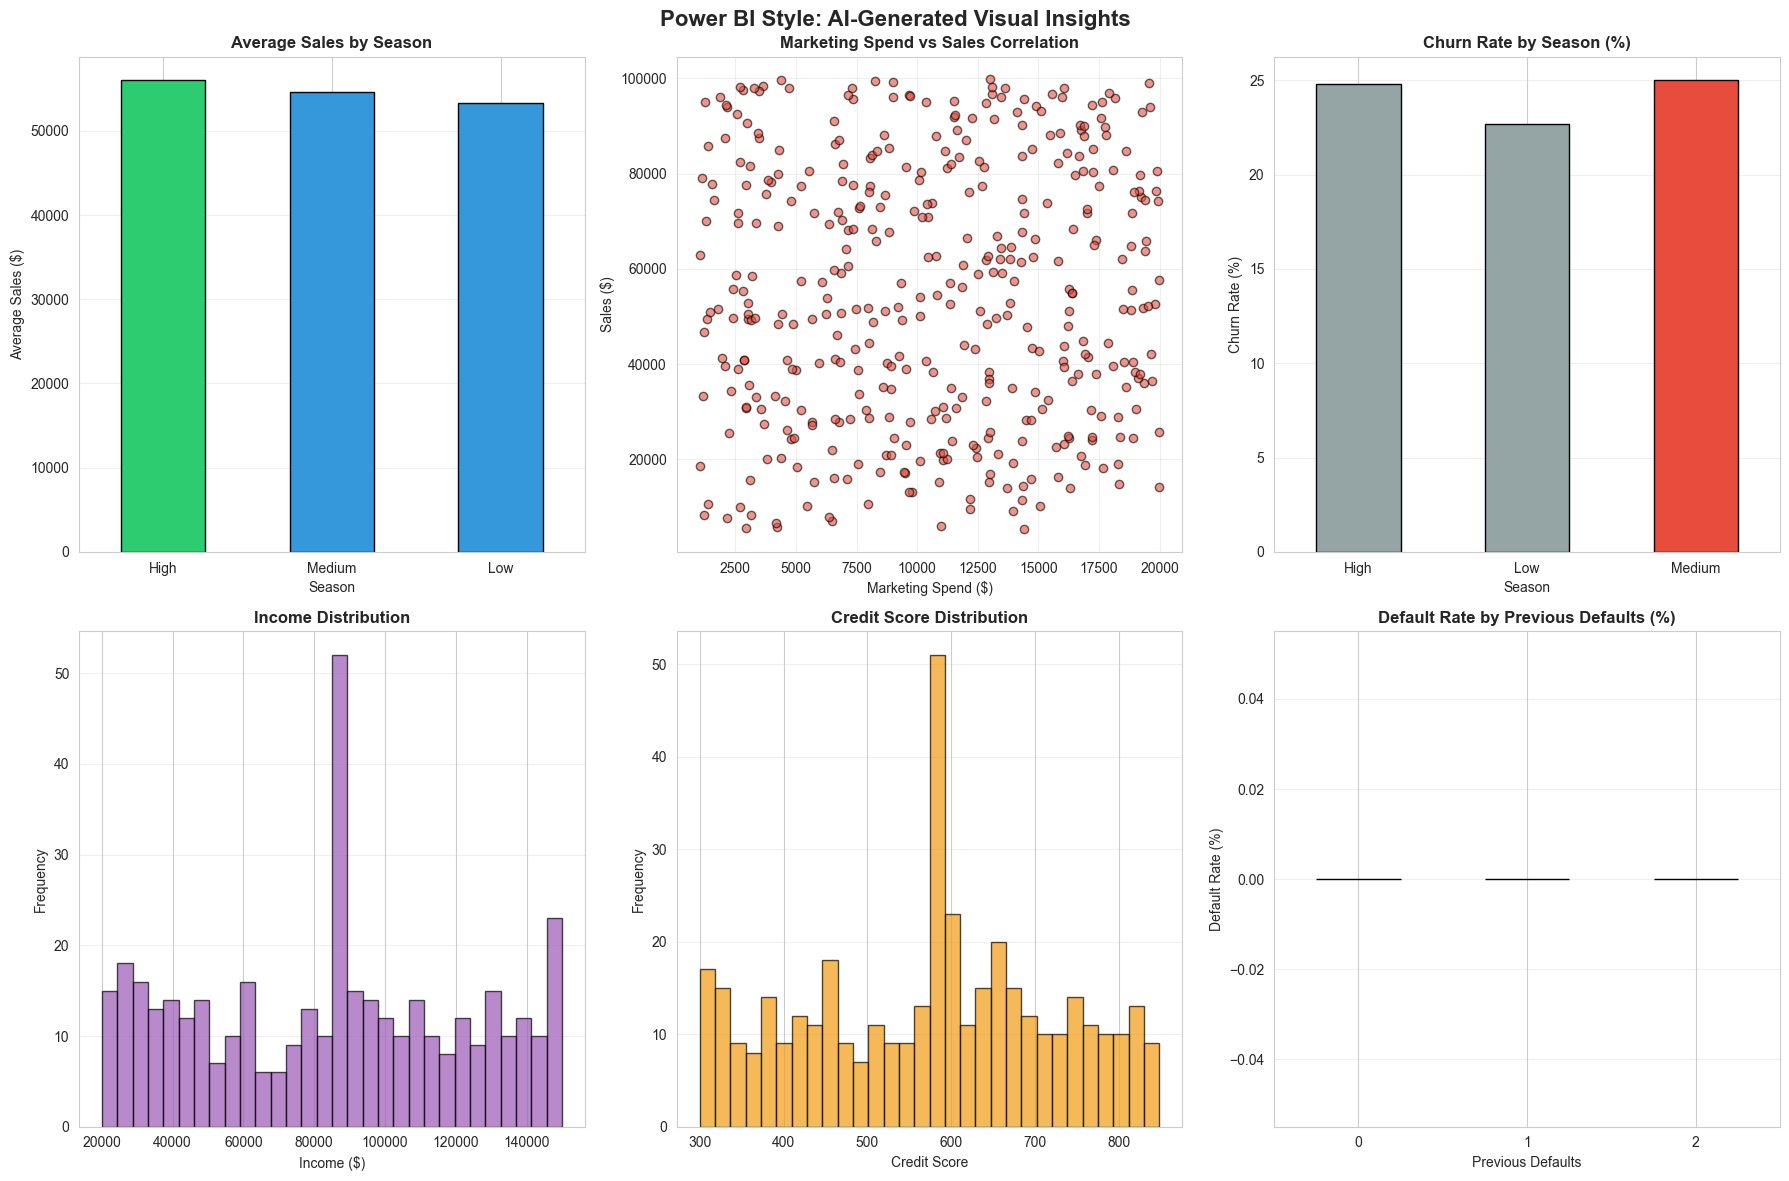 Power BI Style: AI-Generated Visual Insights
Average Sales by Season
Average Sales ($)
50000
40000
30000
20000
10000
0
High Medium Low
Season
Marketing Spend vs Sales Correlation
Sales ($)
100000
80000
60000
40000
20000
2500 5000 7500 10000 12500 15000 17500 20000
Marketing Spend ($)
Churn Rate by Season (%)
Churn Rate (%)
25
20
15
10
5
0
High Low Medium
Season
Income Distribution
Frequency
50
40
30
20
10
0
20000 40000 60000 80000 100000 120000 140000
Income ($)
Credit Score Distribution
Frequency
50
40
30
20
10
0
300 400 500 600 700 800
Credit Score
Default Rate by Previous Defaults (%)
Default Rate (%)
0.04
0.02
0.00
−0.02
−0.04
0 1 2
Previous Defaults